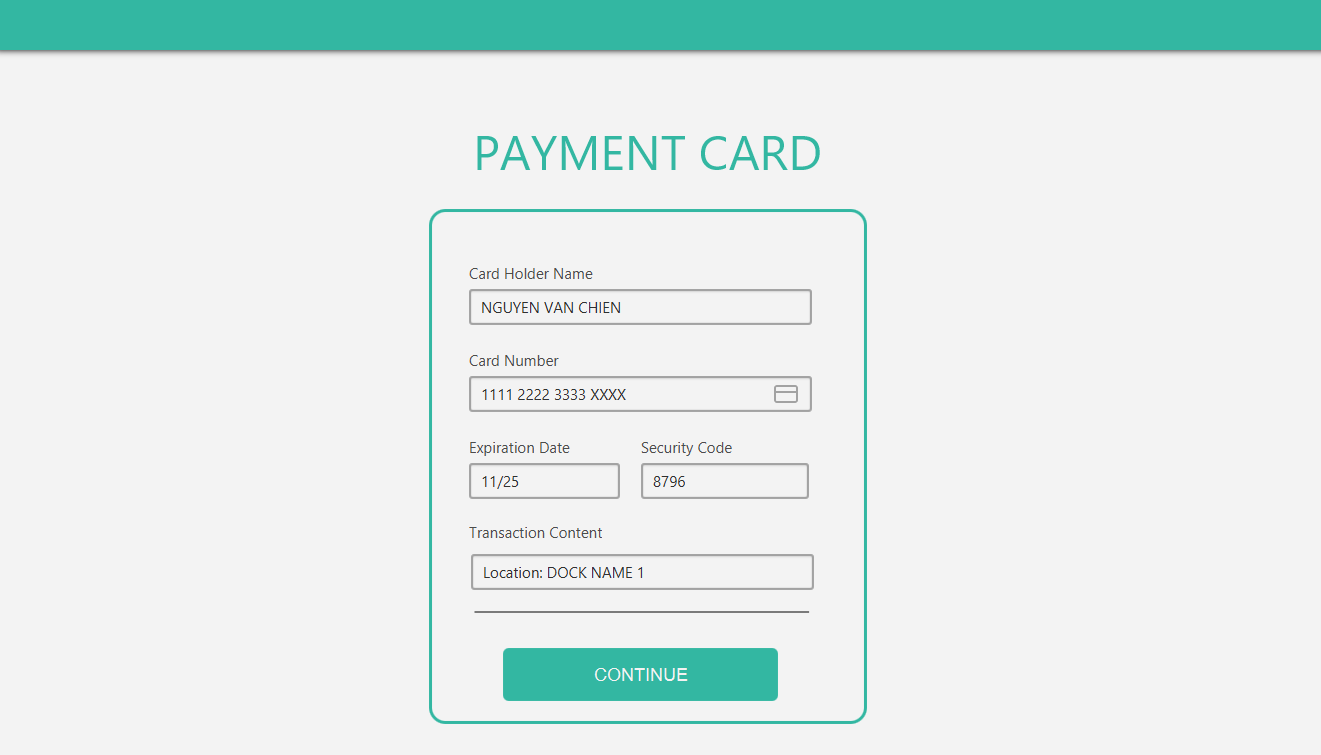 PAYMENT CARD
Card Holder Name
NGUYEN VAN CHIEN
Card Number
1111 2222 3333 XXXX
Expiration Date Security Code
11/25 8796
Transaction Content
Location: DOCK NAME 1
CONTINUE